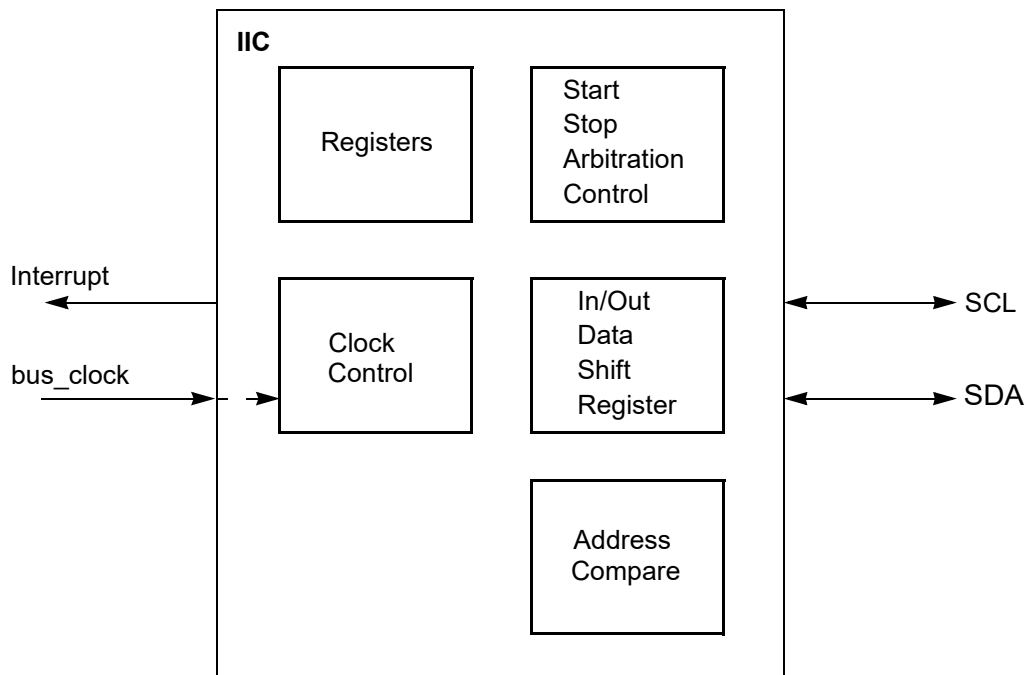 IIC
Registers
Start
Stop
Arbitration
Control
Interrupt
bus_clock
Clock
Control
In/Out
Data
Shift
Register
SCL
SDA
Address
Compare